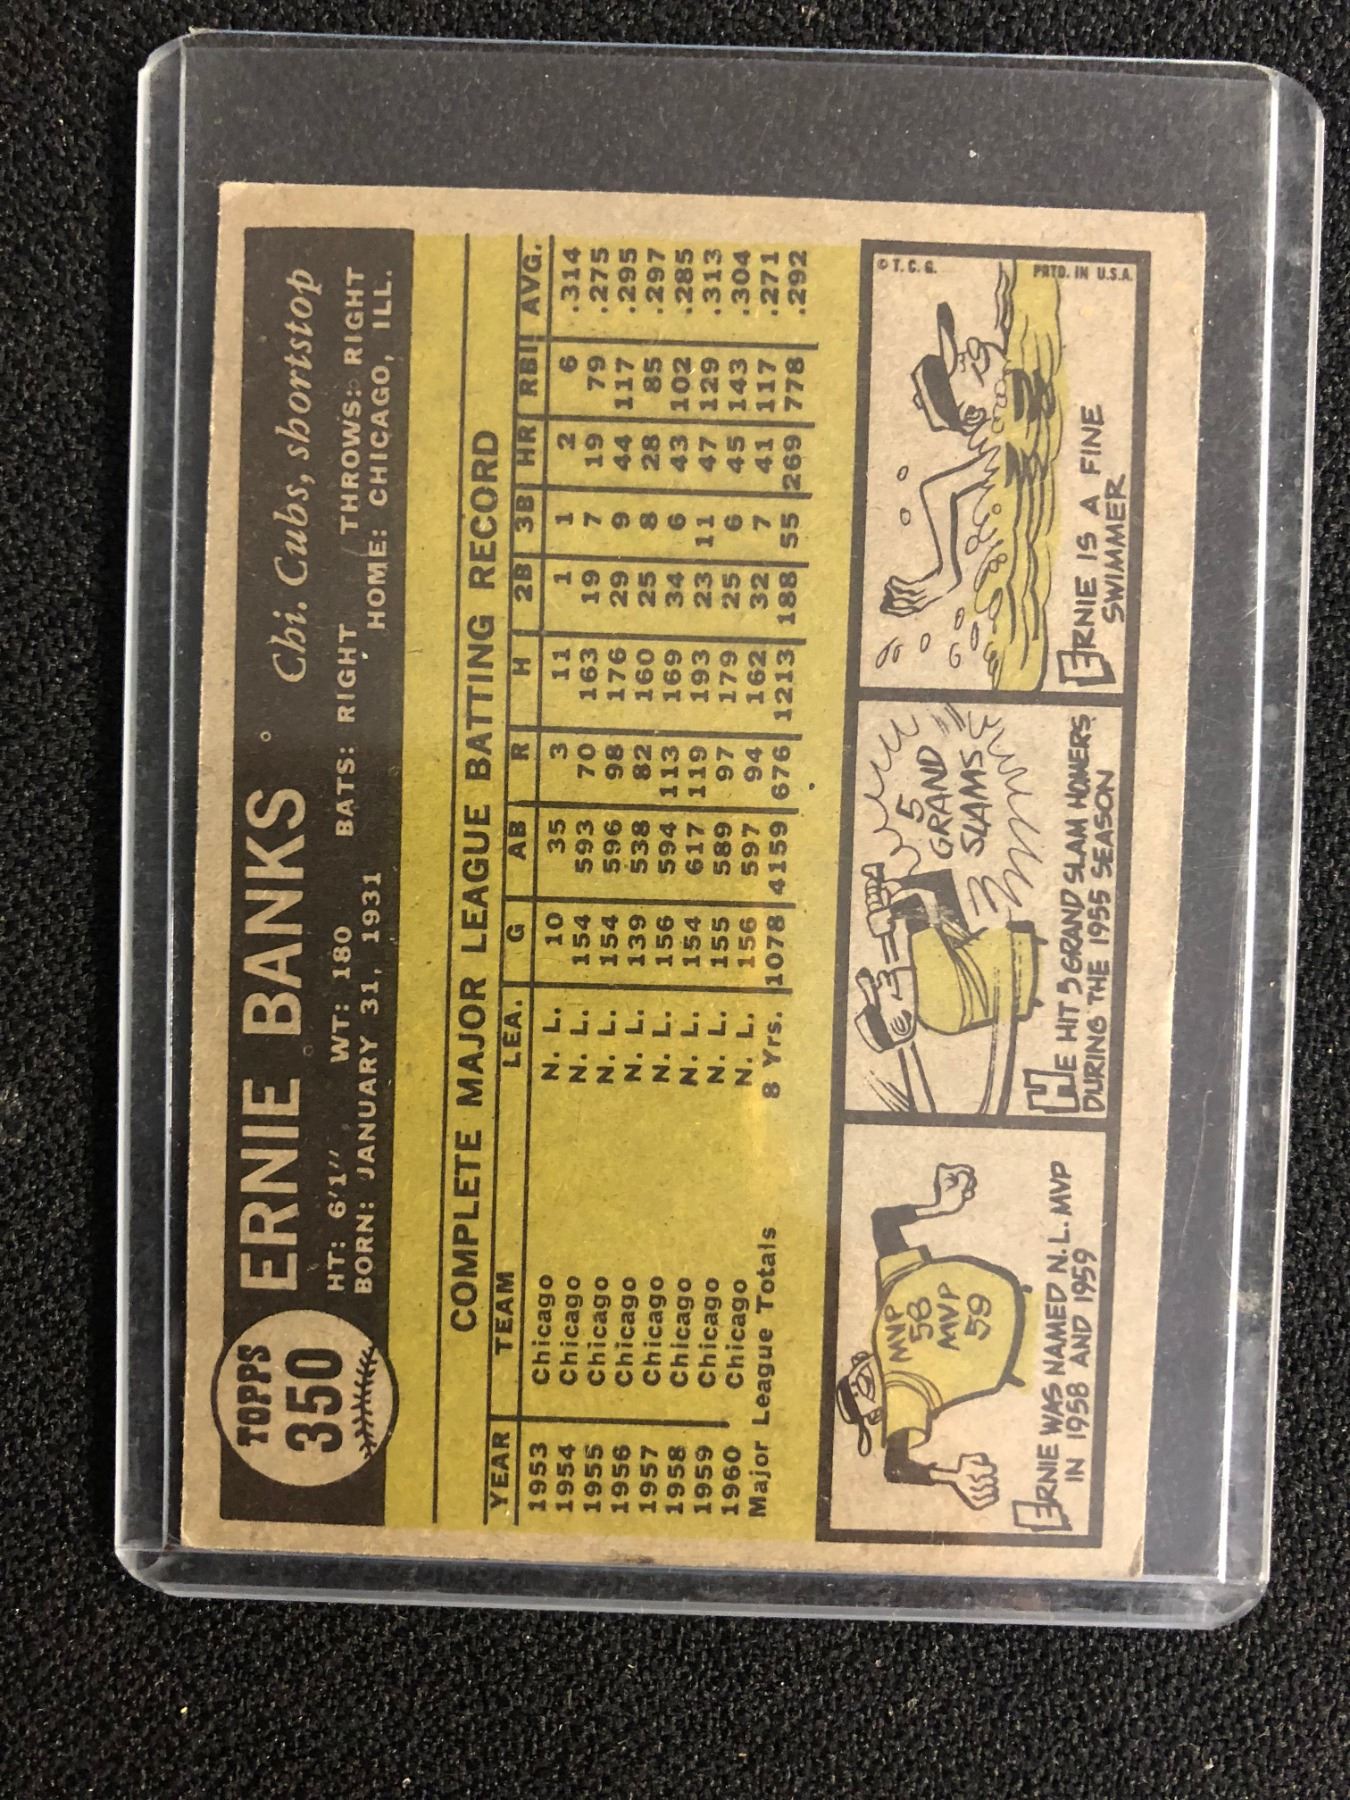 TOPPS
350
ERNIE BANKS Chi. Cubs, shortstop
HT: 6'1" WT: 180 BATS: RIGHT THROWS: RIGHT
BORN: JANUARY 31, 1931 HOME: CHICAGO, ILL.
COMPLETE MAJOR LEAGUE BATTING RECORD
YEAR TEAM LEA. G AB R H 2B 3B HR RBI AVG.
1953 Chicago N. L. 10 35 3 11 1 1 2 6 .314
1954 Chicago N. L. 154 593 70 163 19 7 19 79 .275
1955 Chicago N. L. 154 596 98 176 29 9 44 117 .295
1956 Chicago N. L. 139 538 82 160 25 8 28 85 .297
1957 Chicago N. L. 156 594 113 169 34 6 43 102 .285
1958 Chicago N. L. 154 617 119 193 23 11 47 129 .313
1959 Chicago N. L. 155 589 97 179 25 6 45 143 .304
1960 Chicago N. L. 156 597 94 162 32 7 41 117 .271
Major League Totals 8 Yrs. 1078 4159 676 1213 188 55 269 778 .292
MVP
58
MVP
59
ERNIE WAS NAMED N.L. MVP
IN 1958 AND 1959
5
GRAND
SLAMS
HE HIT 5 GRAND SLAM HOMERS
DURING THE 1955 SEASON
© T. C. G.
PRTD. IN U.S.A.
ERNIE IS A FINE
SWIMMER